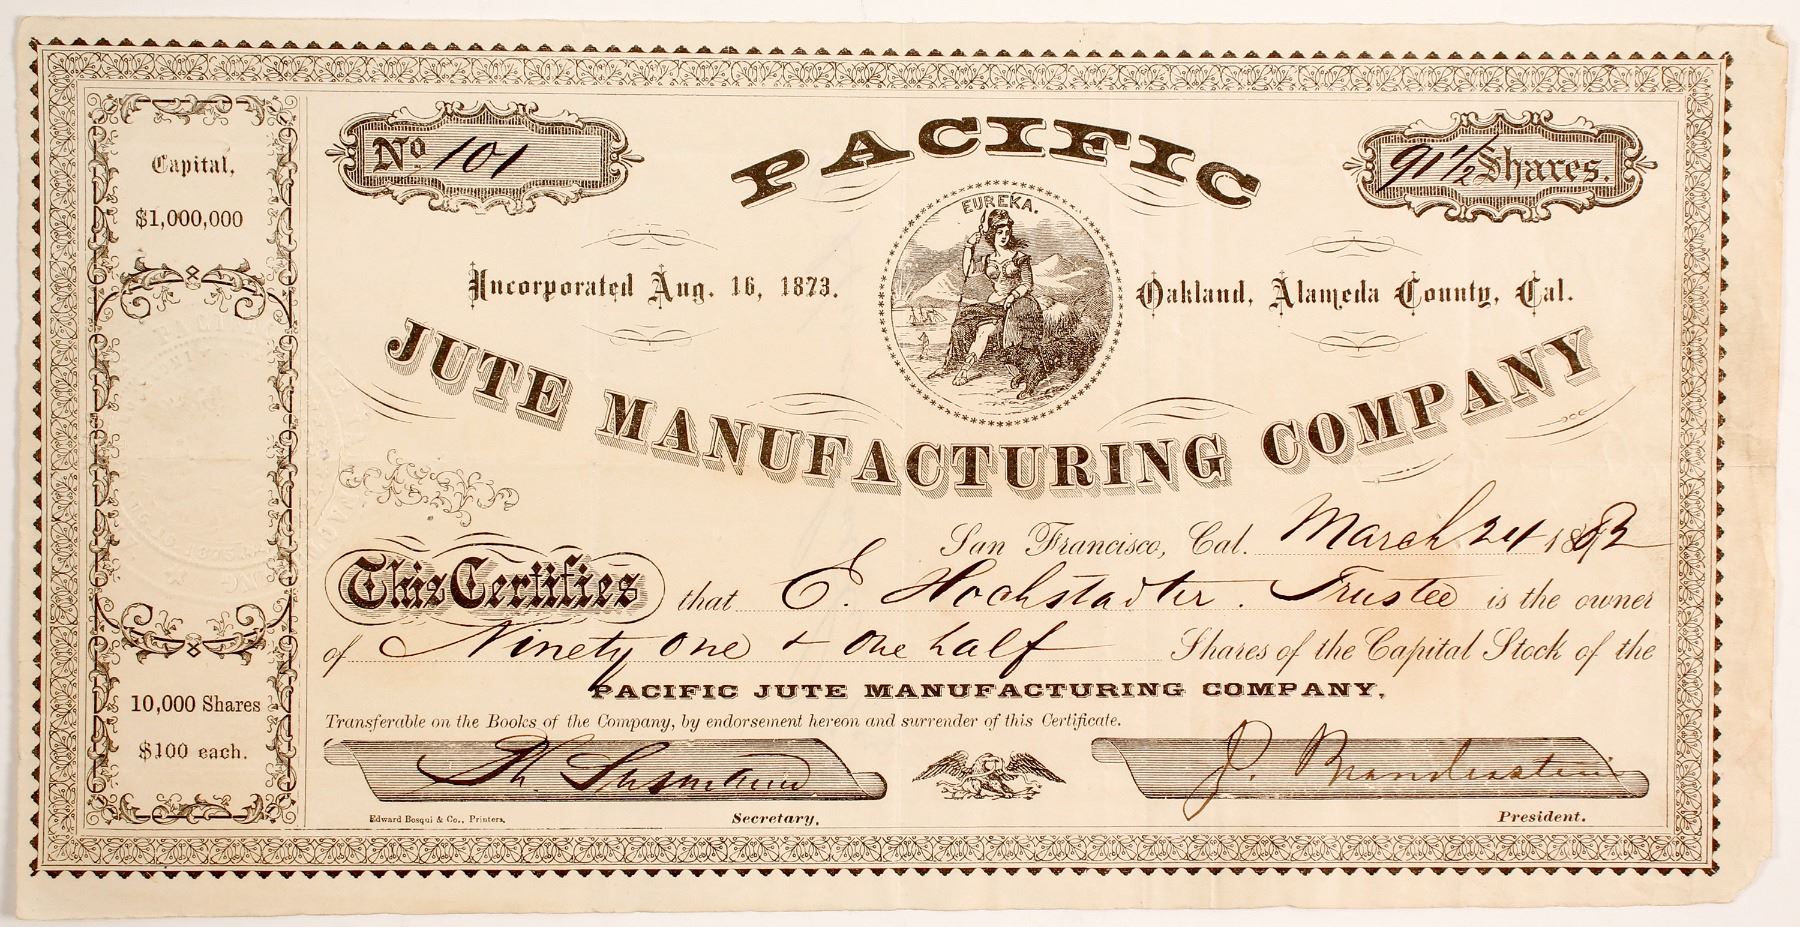 Capital,
$1,000,000
10,000 Shares
$100 each.
No 101
PACIFIC
91 1/2 Shares.
EUREKA.
Incorporated Aug. 16, 1873.
Oakland, Alameda County, Cal.
JUTE MANUFACTURING COMPANY
San Francisco, Cal. March 24 1882
This Certifies that E. Hochstadter. Trustee is the owner
of Ninety one & one half Shares of the Capital Stock of the
PACIFIC JUTE MANUFACTURING COMPANY,
Transferable on the Books of the Company, by endorsement hereon and surrender of this Certificate.
J. Brandenstein
Edward Bosqui & Co., Printers.
Secretary,
President.